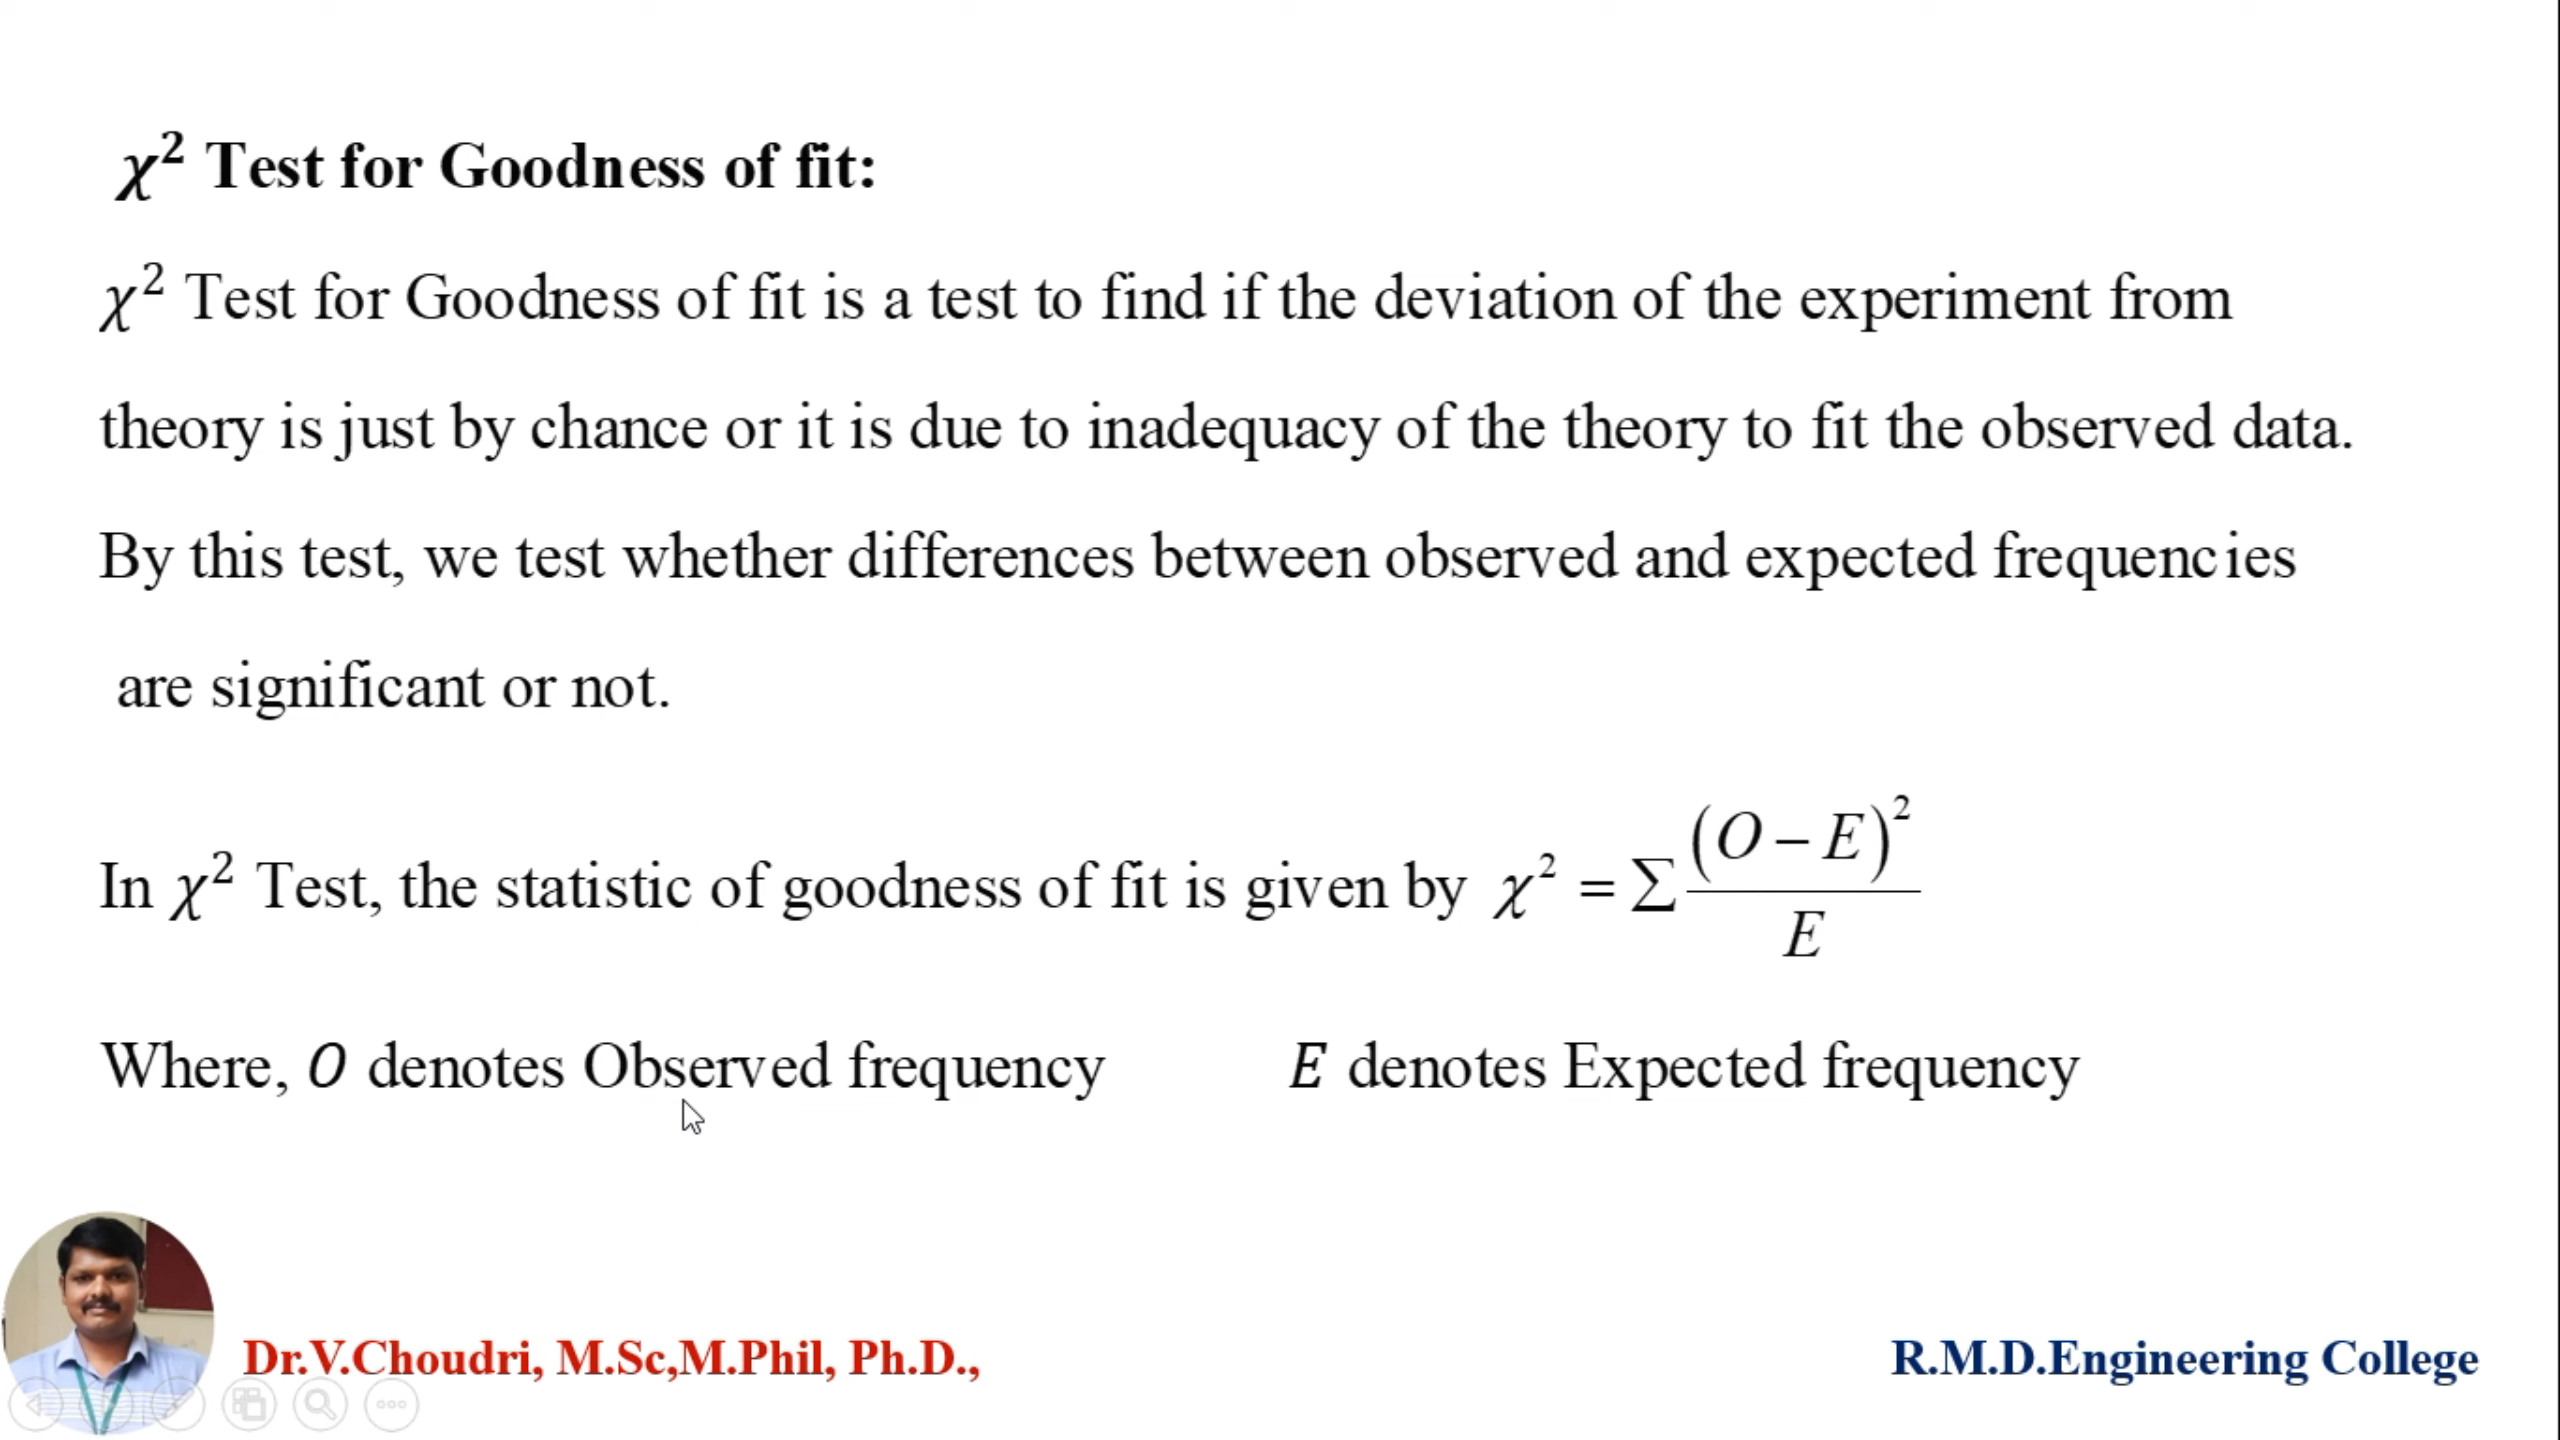 χ² Test for Goodness of fit:
χ² Test for Goodness of fit is a test to find if the deviation of the experiment from
theory is just by chance or it is due to inadequacy of the theory to fit the observed data.
By this test, we test whether differences between observed and expected frequencies
are significant or not.
In χ² Test, the statistic of goodness of fit is given by χ² = Σ (O − E)² / E
Where, O denotes Observed frequency E denotes Expected frequency
Dr.V.Choudri, M.Sc,M.Phil, Ph.D., R.M.D.Engineering College